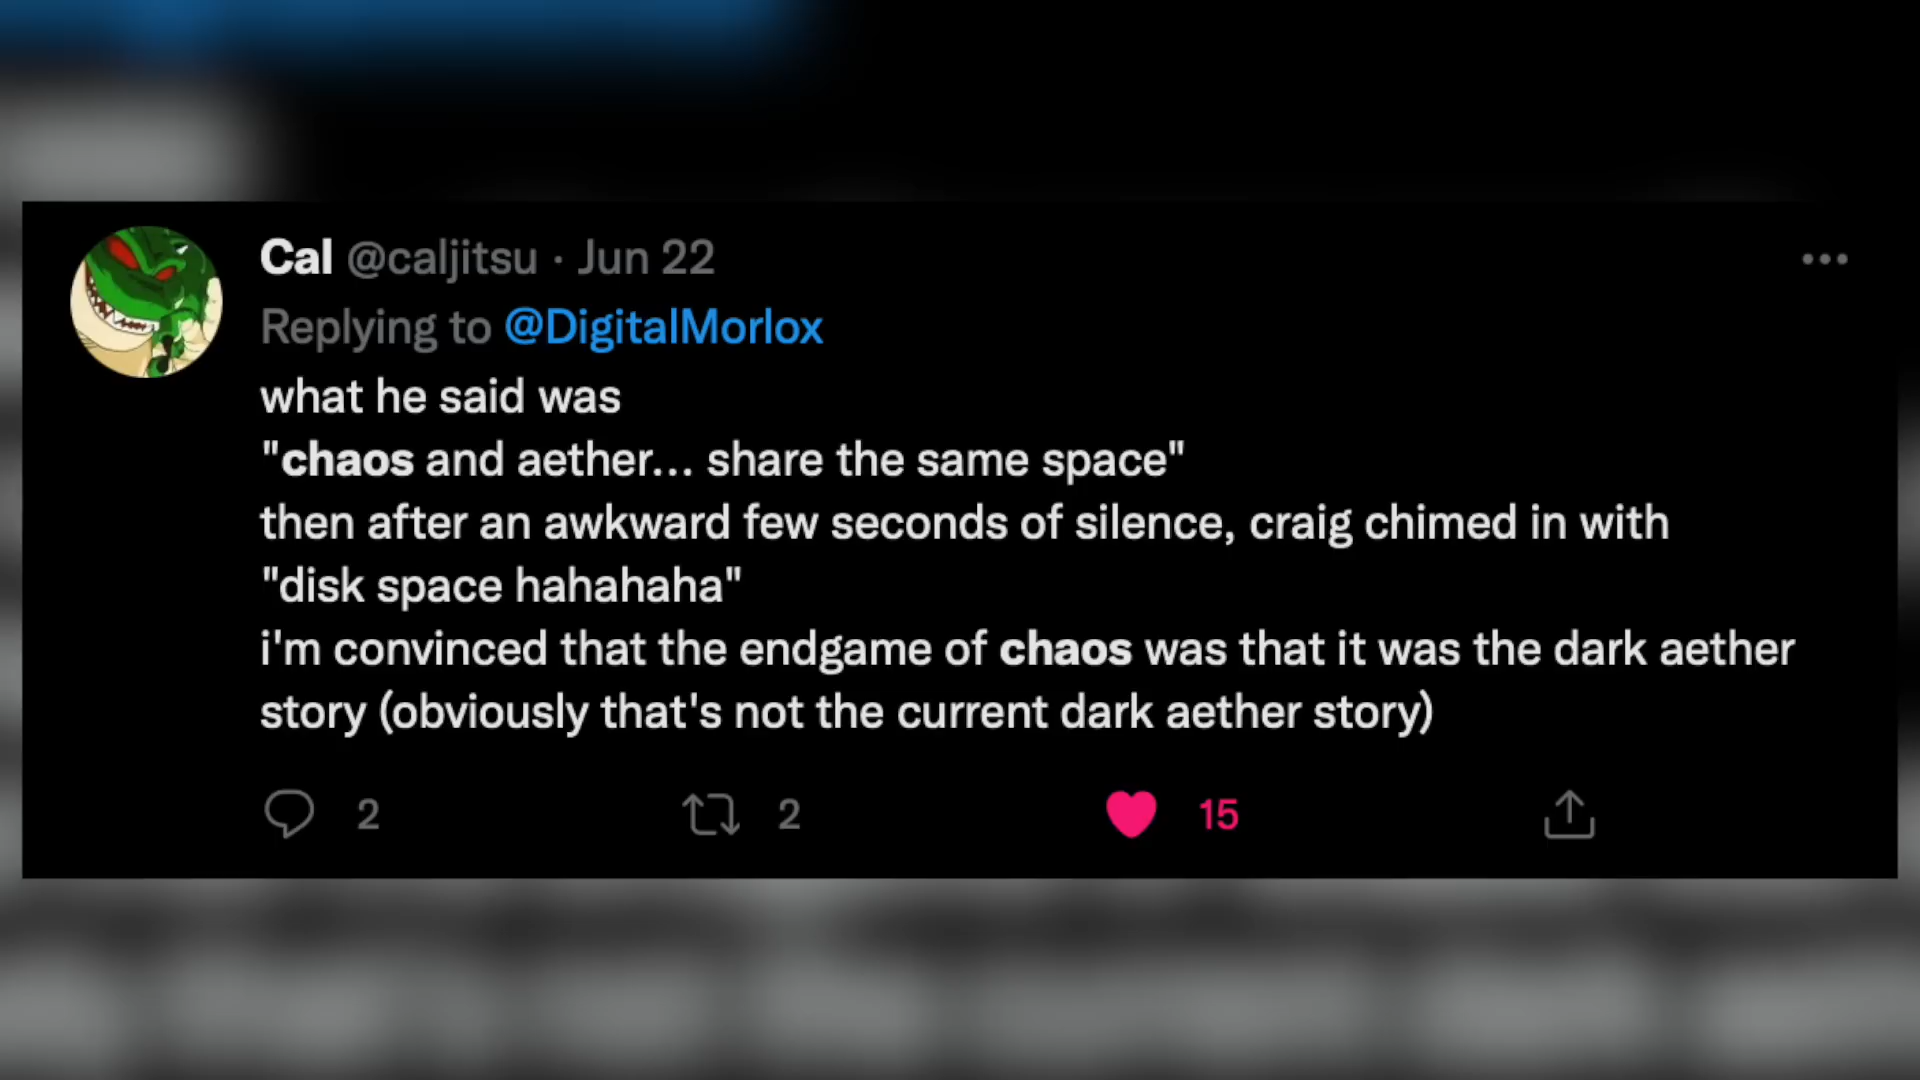 Cal @caljitsu · Jun 22
Replying to @DigitalMorlox
what he said was
"chaos and aether... share the same space"
then after an awkward few seconds of silence, craig chimed in with
"disk space hahahaha"
i'm convinced that the endgame of chaos was that it was the dark aether
story (obviously that's not the current dark aether story)
2 2 15